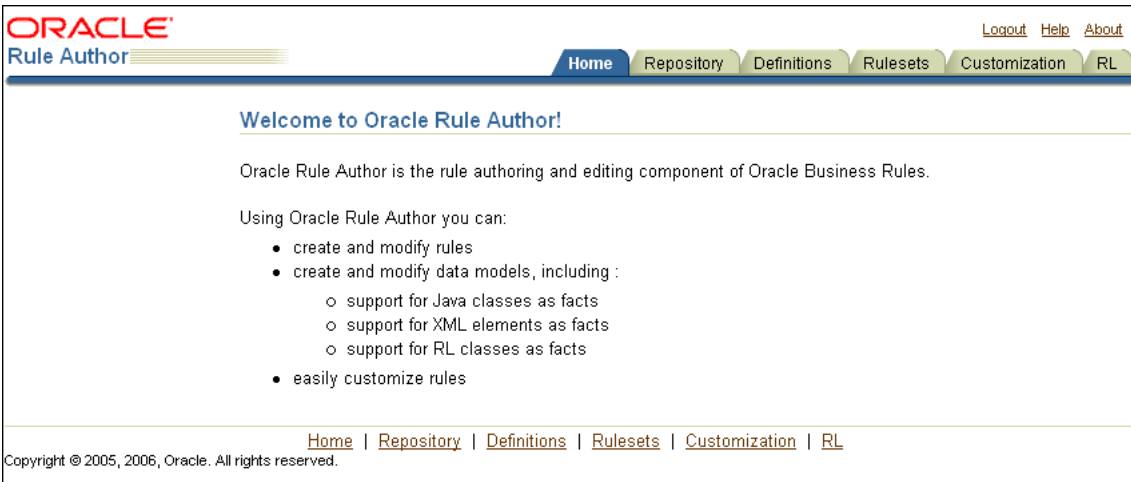 ORACLE
Logout Help About
Rule Author
Home Repository Definitions Rulesets Customization RL
Welcome to Oracle Rule Author!
Oracle Rule Author is the rule authoring and editing component of Oracle Business Rules.
Using Oracle Rule Author you can:
• create and modify rules
• create and modify data models, including :
o support for Java classes as facts
o support for XML elements as facts
o support for RL classes as facts
• easily customize rules
Home | Repository | Definitions | Rulesets | Customization | RL
Copyright © 2005, 2006, Oracle. All rights reserved.